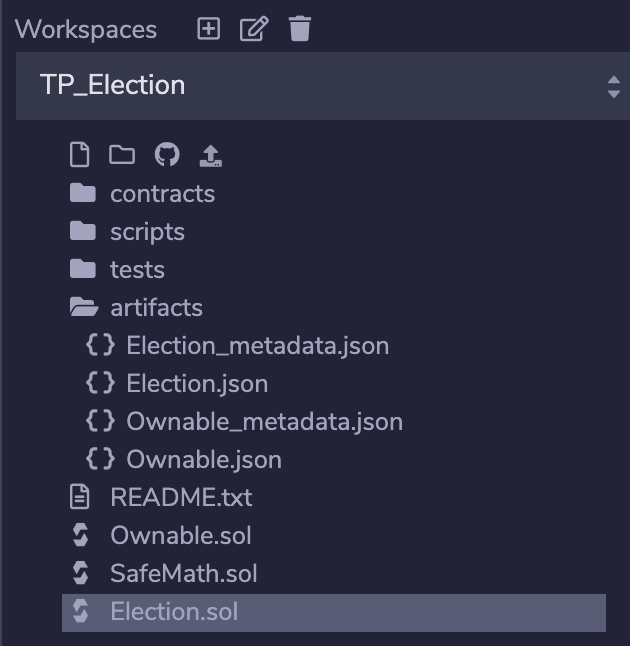 Workspaces
TP_Election
contracts
scripts
tests
artifacts
Election_metadata.json
Election.json
Ownable_metadata.json
Ownable.json
README.txt
Ownable.sol
SafeMath.sol
Election.sol